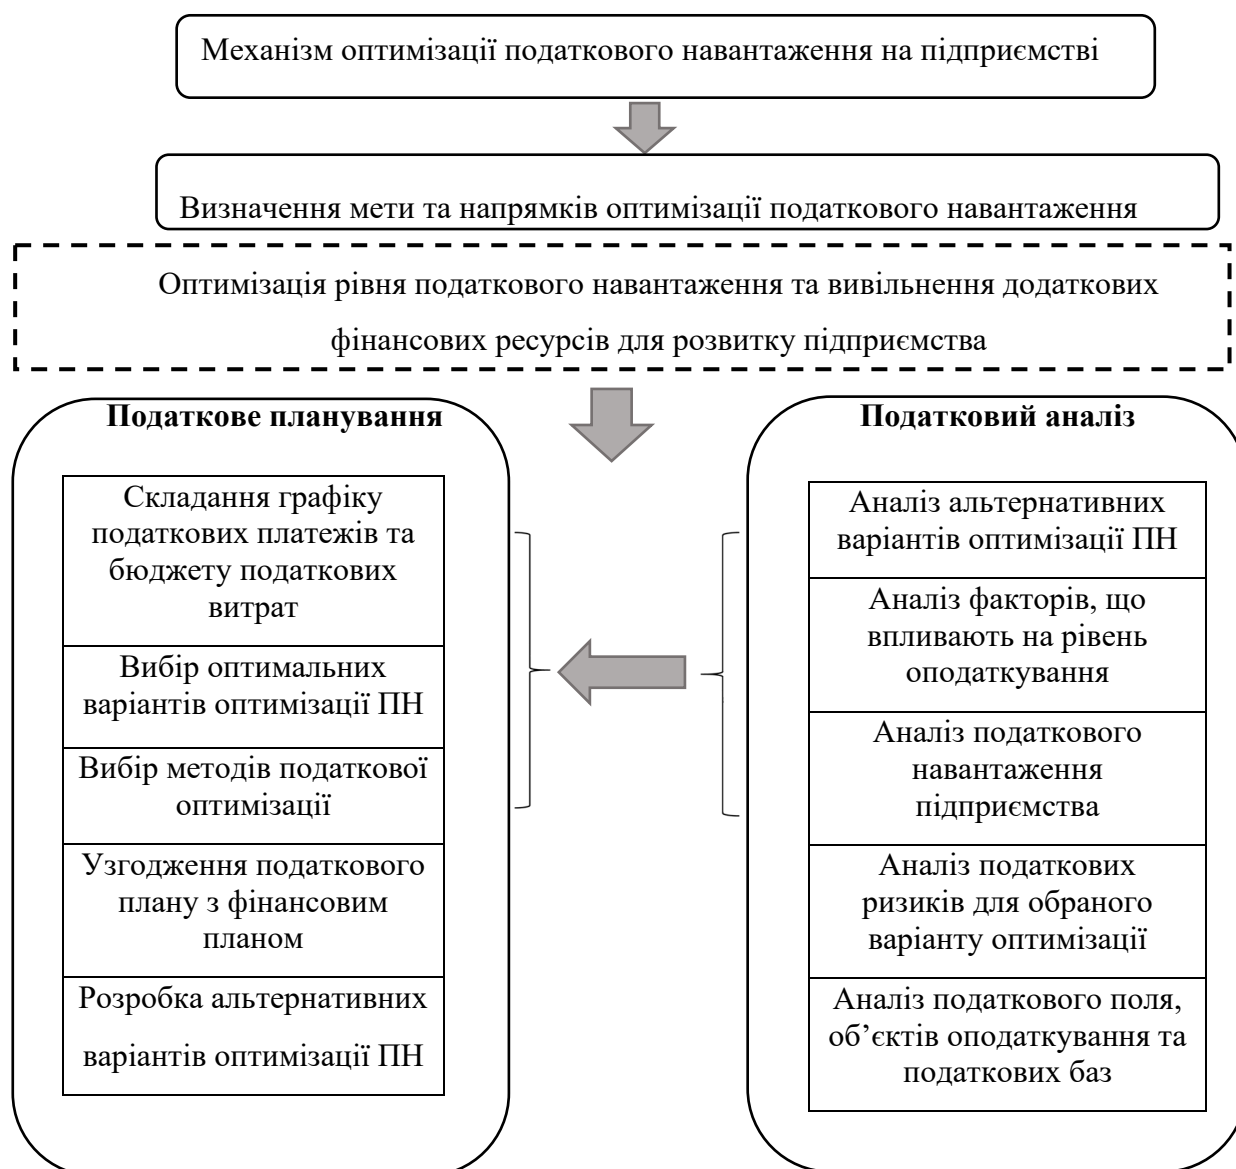 Механізм оптимізації податкового навантаження на підприємстві
Визначення мети та напрямків оптимізації податкового навантаження
Оптимізація рівня податкового навантаження та вивільнення додаткових
фінансових ресурсів для розвитку підприємства
Податкове планування
Складання графіку
податкових платежів та
бюджету податкових
витрат
Вибір оптимальних
варіантів оптимізації ПН
Вибір методів податкової
оптимізації
Узгодження податкового
плану з фінансовим
планом
Розробка альтернативних
варіантів оптимізації ПН
Податковий аналіз
Аналіз альтернативних
варіантів оптимізації ПН
Аналіз факторів, що
впливають на рівень
оподаткування
Аналіз податкового
навантаження
підприємства
Аналіз податкових
ризиків для обраного
варіанту оптимізації
Аналіз податкового поля,
об’єктів оподаткування та
податкових баз